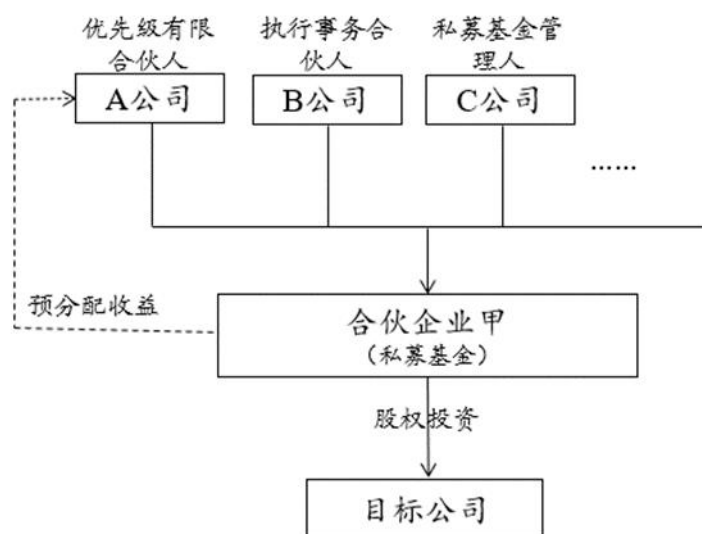 优先级有限
合伙人
执行事务合
伙人
私募基金管
理人
A公司
B公司
C公司
……
预分配收益
合伙企业甲
（私募基金）
股权投资
目标公司